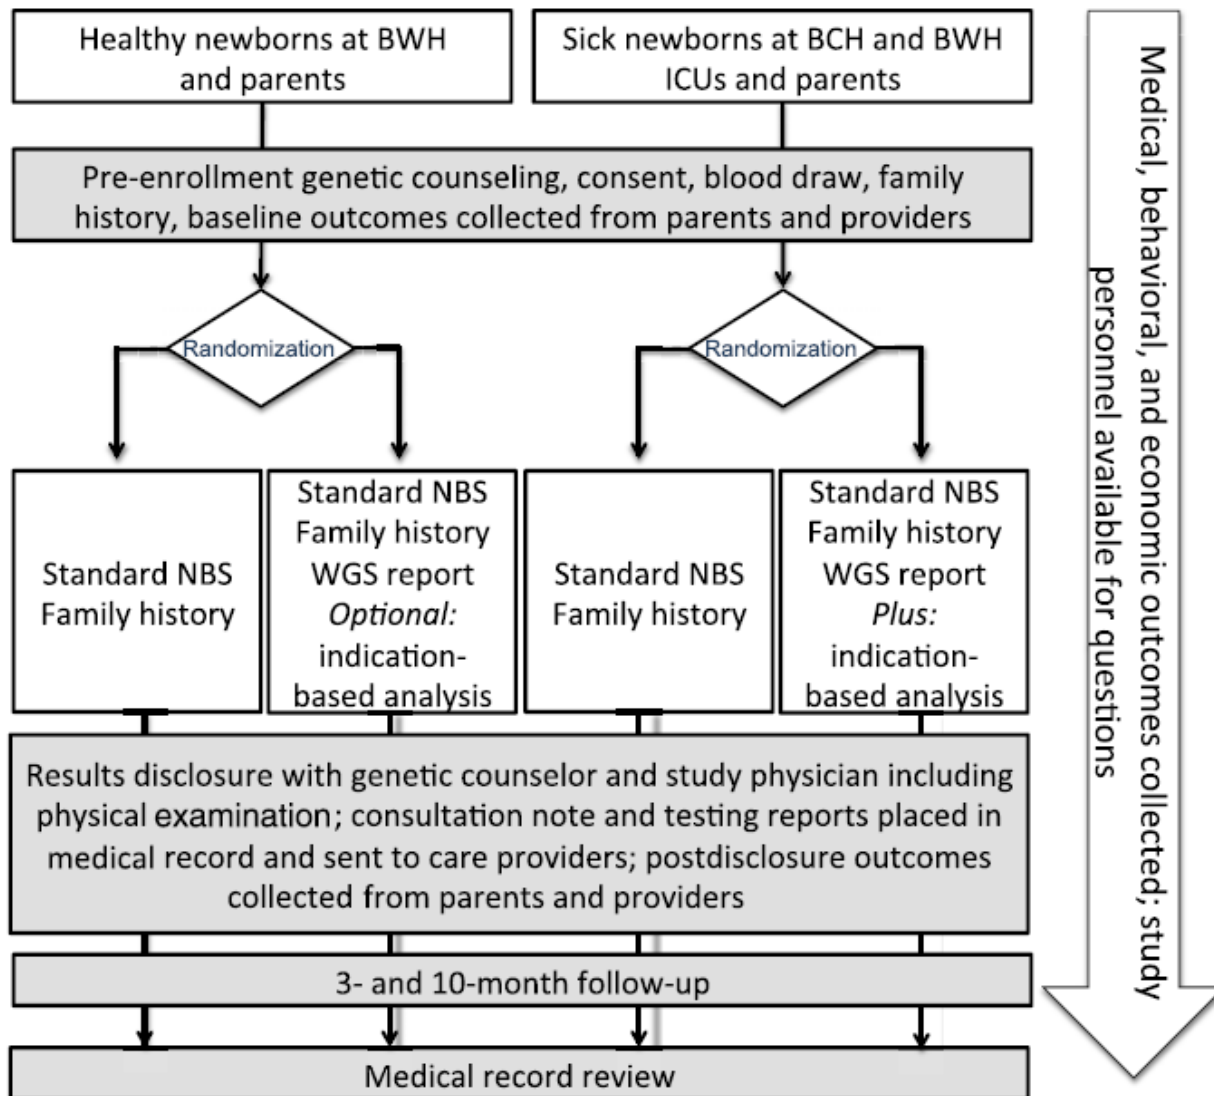 Healthy newborns at BWH
and parents
Sick newborns at BCH and BWH
ICUs and parents
Pre-enrollment genetic counseling, consent, blood draw, family
history, baseline outcomes collected from parents and providers
Randomization
Randomization
Standard NBS
Family history
Standard NBS
Family history
WGS report
Optional:
indication-
based analysis
Standard NBS
Family history
Standard NBS
Family history
WGS report
Plus:
indication-
based analysis
Results disclosure with genetic counselor and study physician including
physical examination; consultation note and testing reports placed in
medical record and sent to care providers; postdisclosure outcomes
collected from parents and providers
3- and 10-month follow-up
Medical record review
Medical, behavioral, and economic outcomes collected; study
personnel available for questions